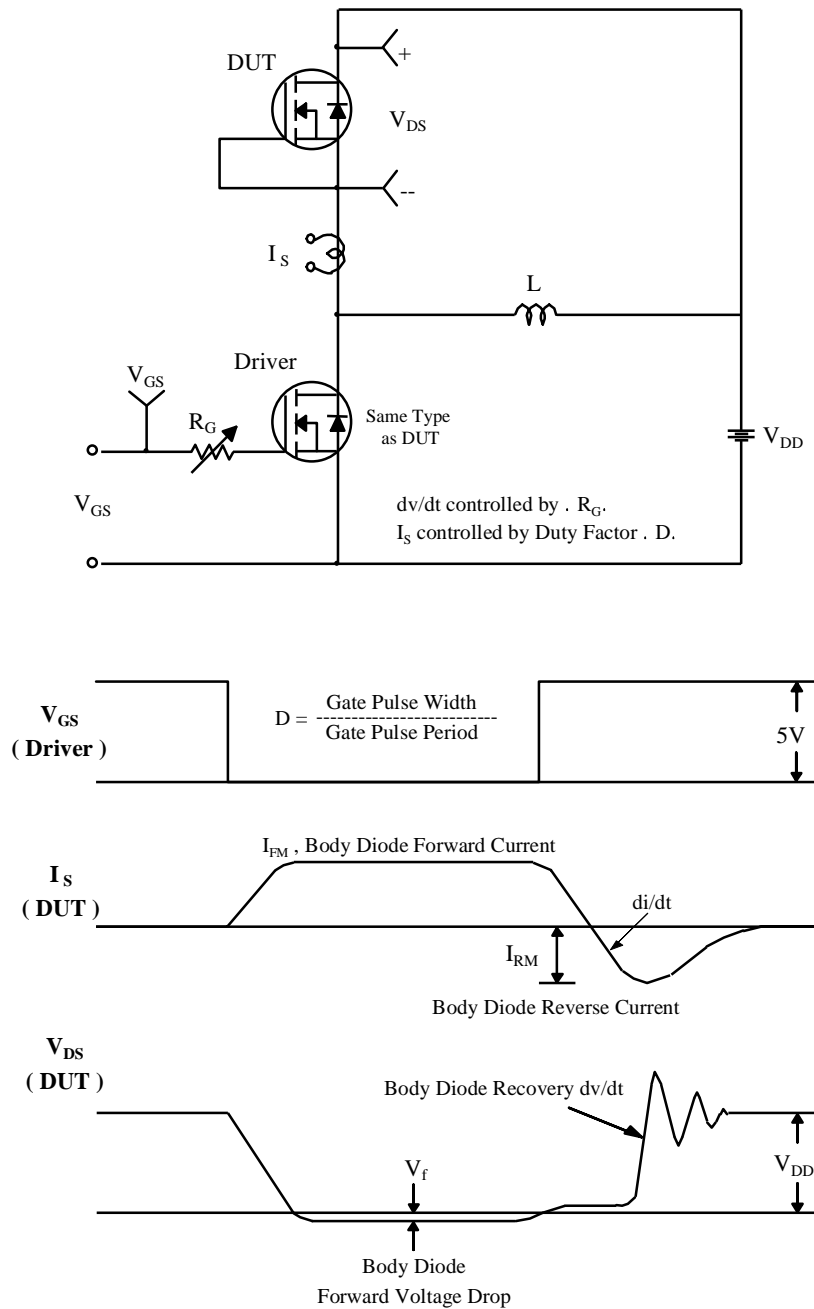 DUT
+
V_DS
--
I_S
L
Driver
V_GS
R_G
Same Type
as DUT
V_DD
V_GS
dv/dt controlled by . R_G.
I_S controlled by Duty Factor . D.
V_GS
( Driver )
D = Gate Pulse Width
--------------------------
Gate Pulse Period
5V
I_FM , Body Diode Forward Current
I_S
( DUT )
di/dt
I_RM
Body Diode Reverse Current
V_DS
( DUT )
Body Diode Recovery dv/dt
V_f
V_DD
Body Diode
Forward Voltage Drop